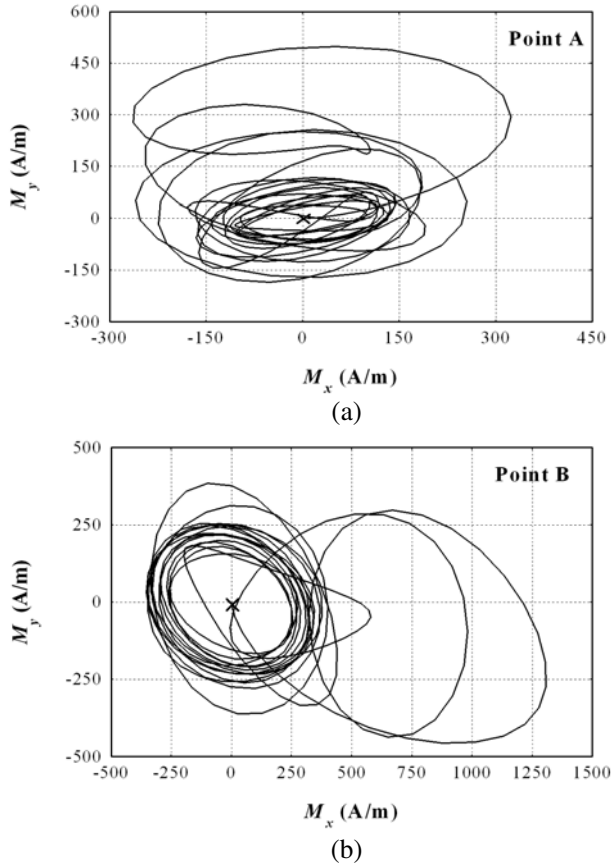 600
Point A
450
300
150
0
-150
-300
M_y (A/m)
-300 -150 0 150 300 450
M_x (A/m)
(a)
500
Point B
250
0
-250
-500
M_y (A/m)
-500 -250 0 250 500 750 1000 1250 1500
M_x (A/m)
(b)